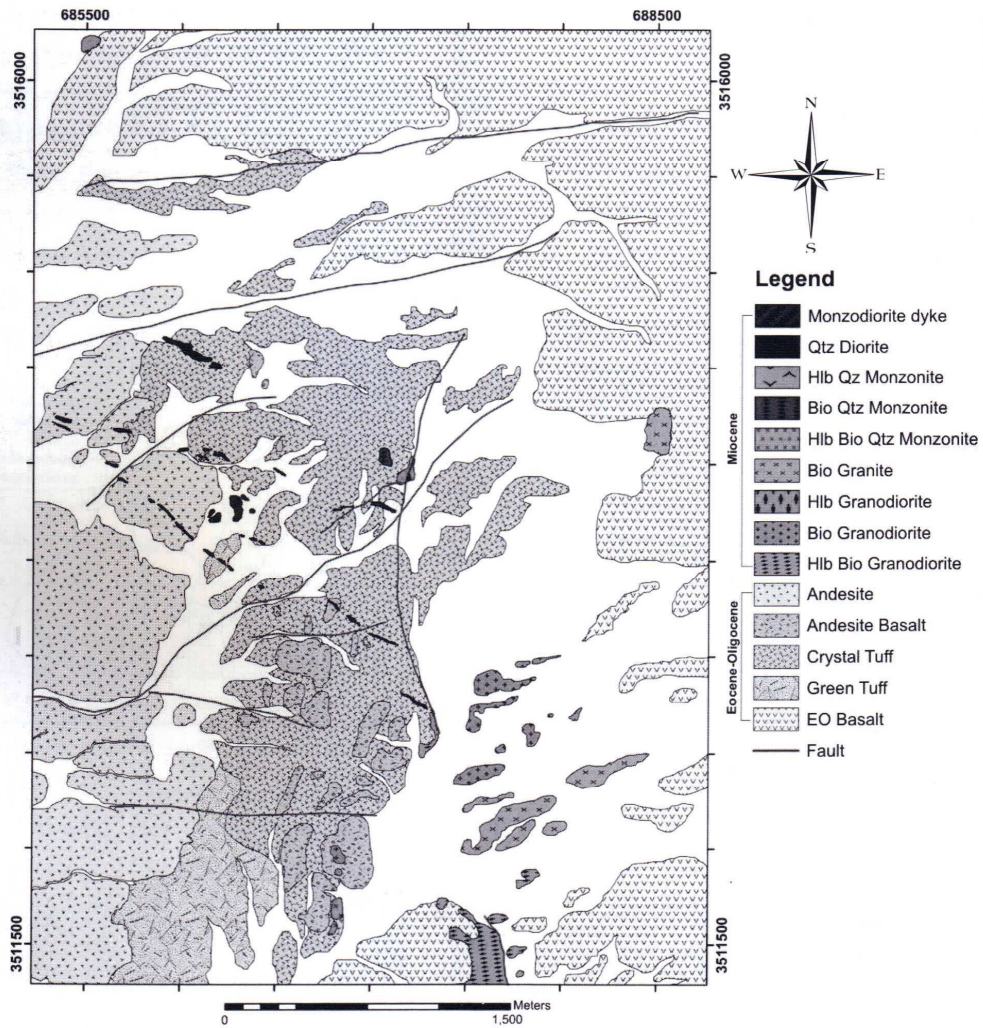 685500
688500
3516000
3516000
N
W
E
S
Legend
Monzodiorite dyke
Qtz Diorite
Hlb Qz Monzonite
Bio Qtz Monzonite
Hlb Bio Qtz Monzonite
Bio Granite
Hlb Granodiorite
Bio Granodiorite
Hlb Bio Granodiorite
Miocene
Andesite
Andesite Basalt
Crystal Tuff
Green Tuff
EO Basalt
Eocene-Oligocene
Fault
3511500
3511500
Meters
0
1,500